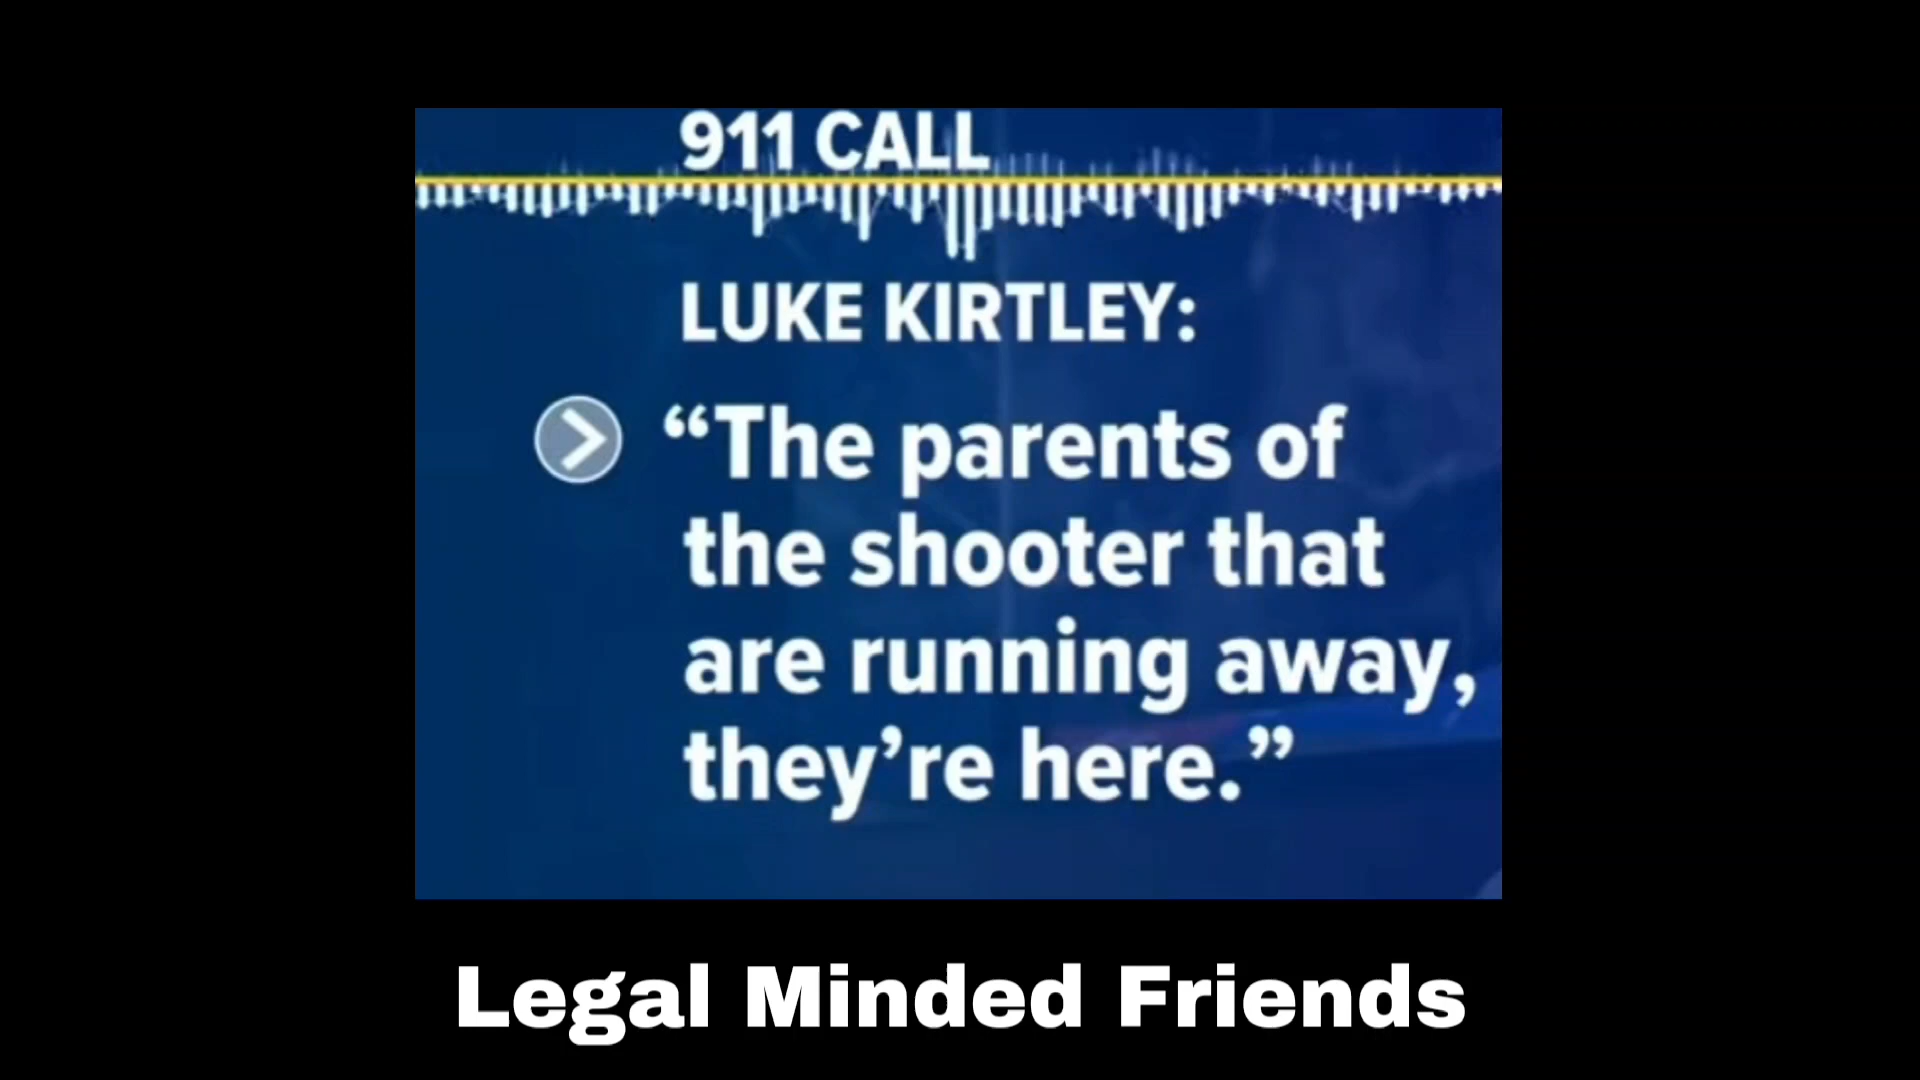 911 CALL
LUKE KIRTLEY:
“The parents of
the shooter that
are running away,
they’re here.”
Legal Minded Friends